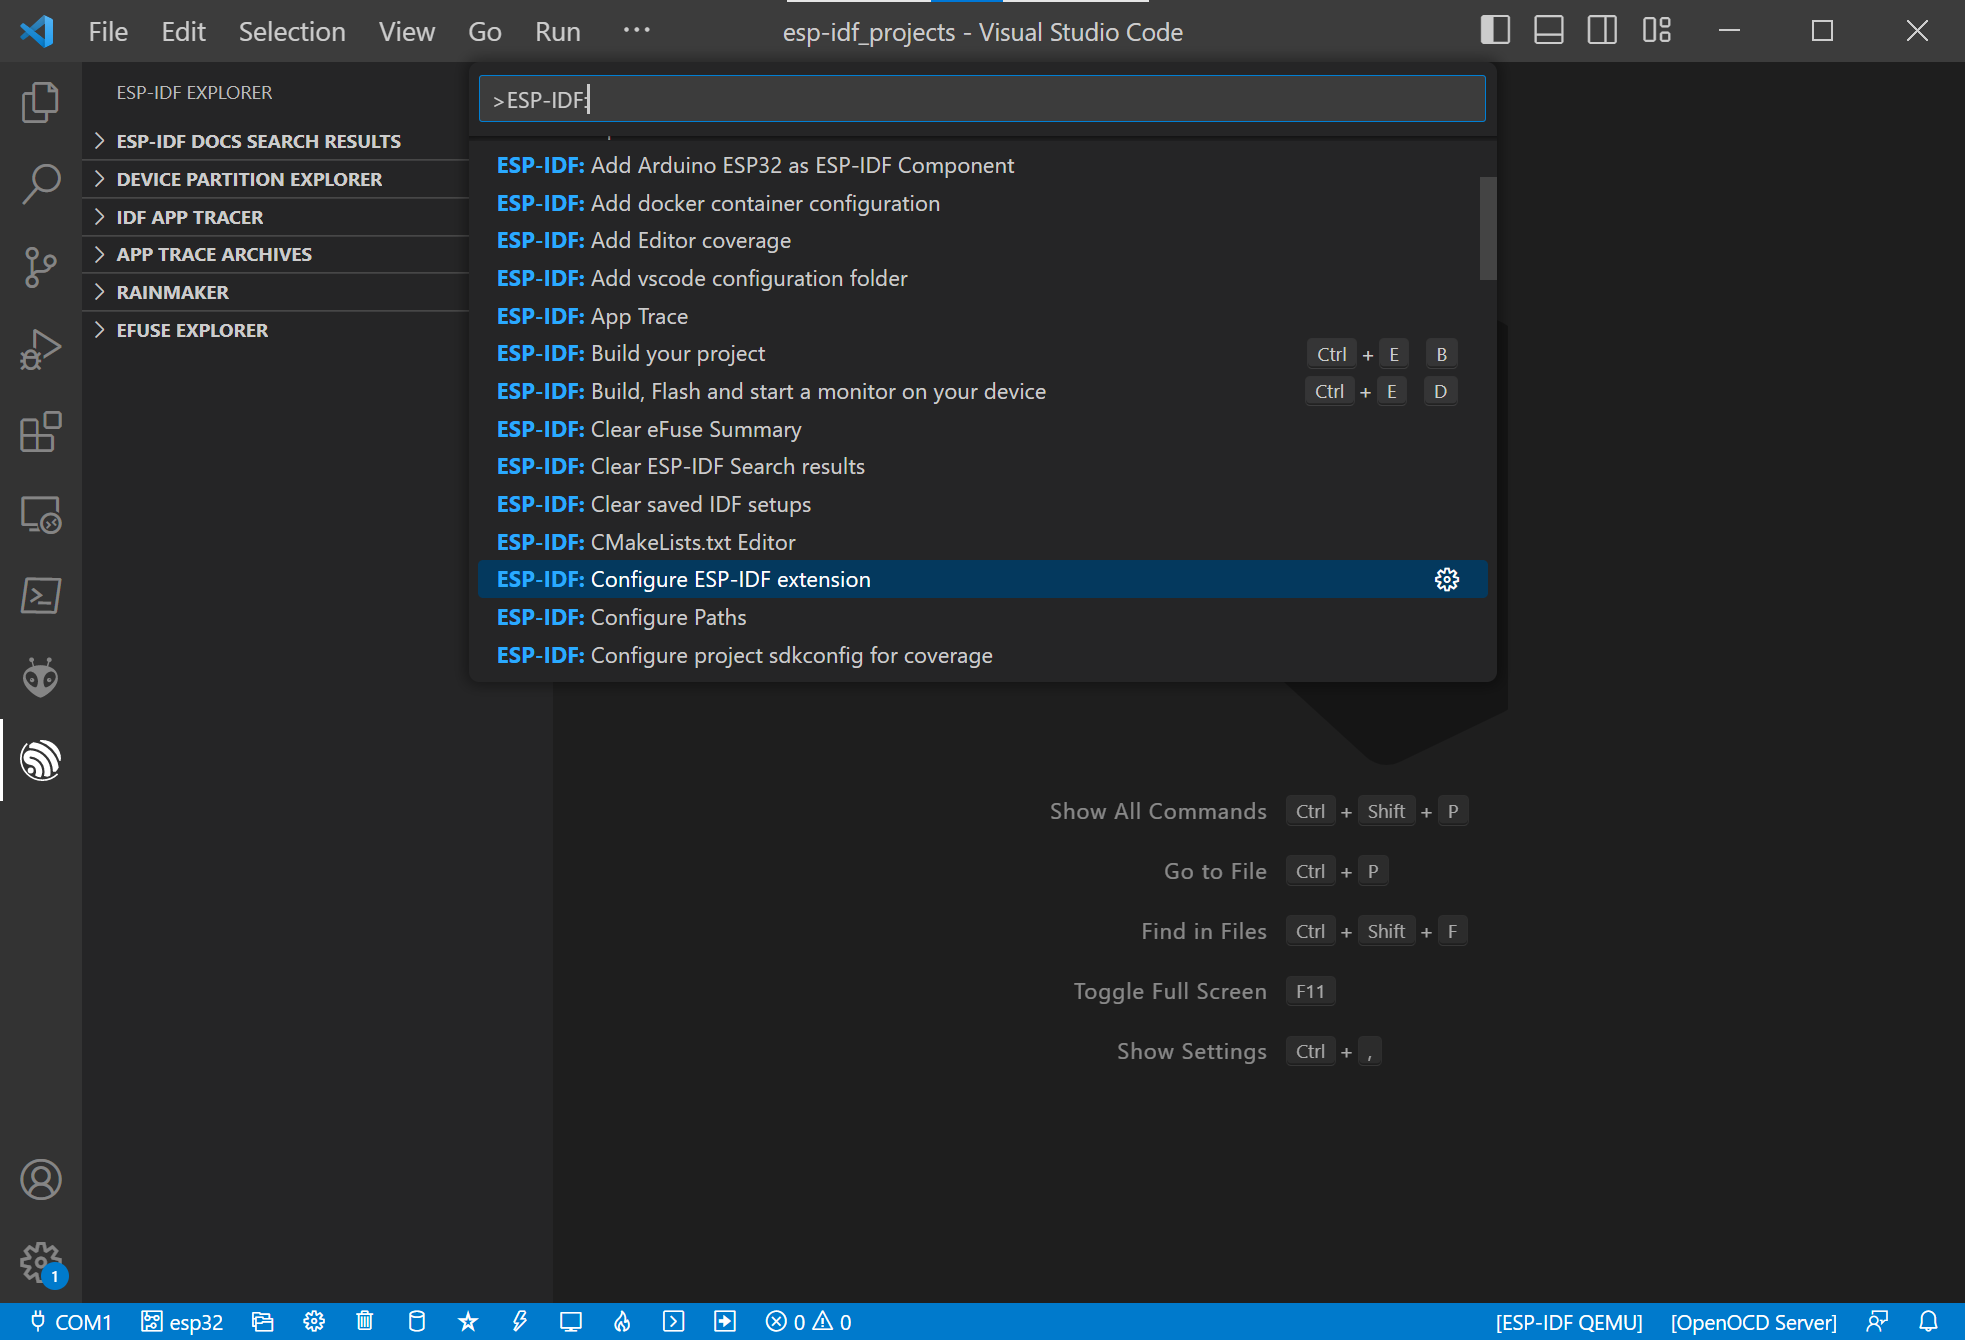 File Edit Selection View Go Run ··· esp-idf_projects - Visual Studio Code
ESP-IDF EXPLORER
ESP-IDF DOCS SEARCH RESULTS
DEVICE PARTITION EXPLORER
IDF APP TRACER
APP TRACE ARCHIVES
RAINMAKER
EFUSE EXPLORER
>ESP-IDF:
ESP-IDF: Add Arduino ESP32 as ESP-IDF Component
ESP-IDF: Add docker container configuration
ESP-IDF: Add Editor coverage
ESP-IDF: Add vscode configuration folder
ESP-IDF: App Trace
ESP-IDF: Build your project Ctrl + E B
ESP-IDF: Build, Flash and start a monitor on your device Ctrl + E D
ESP-IDF: Clear eFuse Summary
ESP-IDF: Clear ESP-IDF Search results
ESP-IDF: Clear saved IDF setups
ESP-IDF: CMakeLists.txt Editor
ESP-IDF: Configure ESP-IDF extension
ESP-IDF: Configure Paths
ESP-IDF: Configure project sdkconfig for coverage
Show All Commands Ctrl + Shift + P
Go to File Ctrl + P
Find in Files Ctrl + Shift + F
Toggle Full Screen F11
Show Settings Ctrl + ,
1
COM1 esp32 0 0 [ESP-IDF QEMU] [OpenOCD Server]